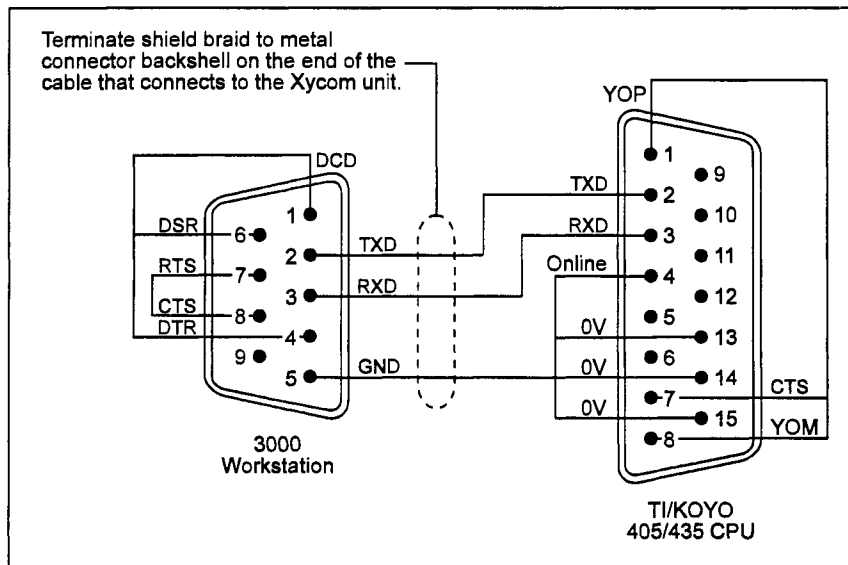 Terminate shield braid to metal
connector backshell on the end of the
cable that connects to the Xycom unit.
YOP
DCD
1
9
TXD
2
DSR
6
1
10
TXD
2
RXD
3
RTS
7
11
Online
4
RXD
3
12
CTS
8
5
DTR
4
0V
13
9
6
GND
5
0V
14
7
CTS
0V
15
8
YOM
3000
Workstation
TI/KOYO
405/435 CPU